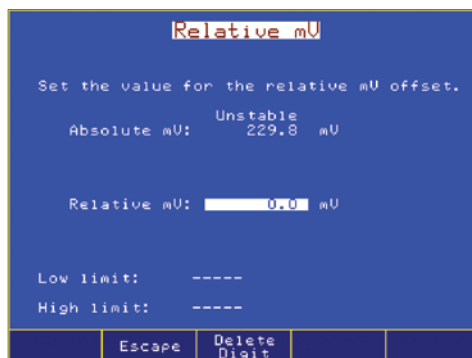 Relative mV
Set the value for the relative mV offset.
Unstable
Absolute mV: 229.8 mV
Relative mV: 0.0 mV
Low limit: -----
High limit: -----
Escape
Delete
Digit